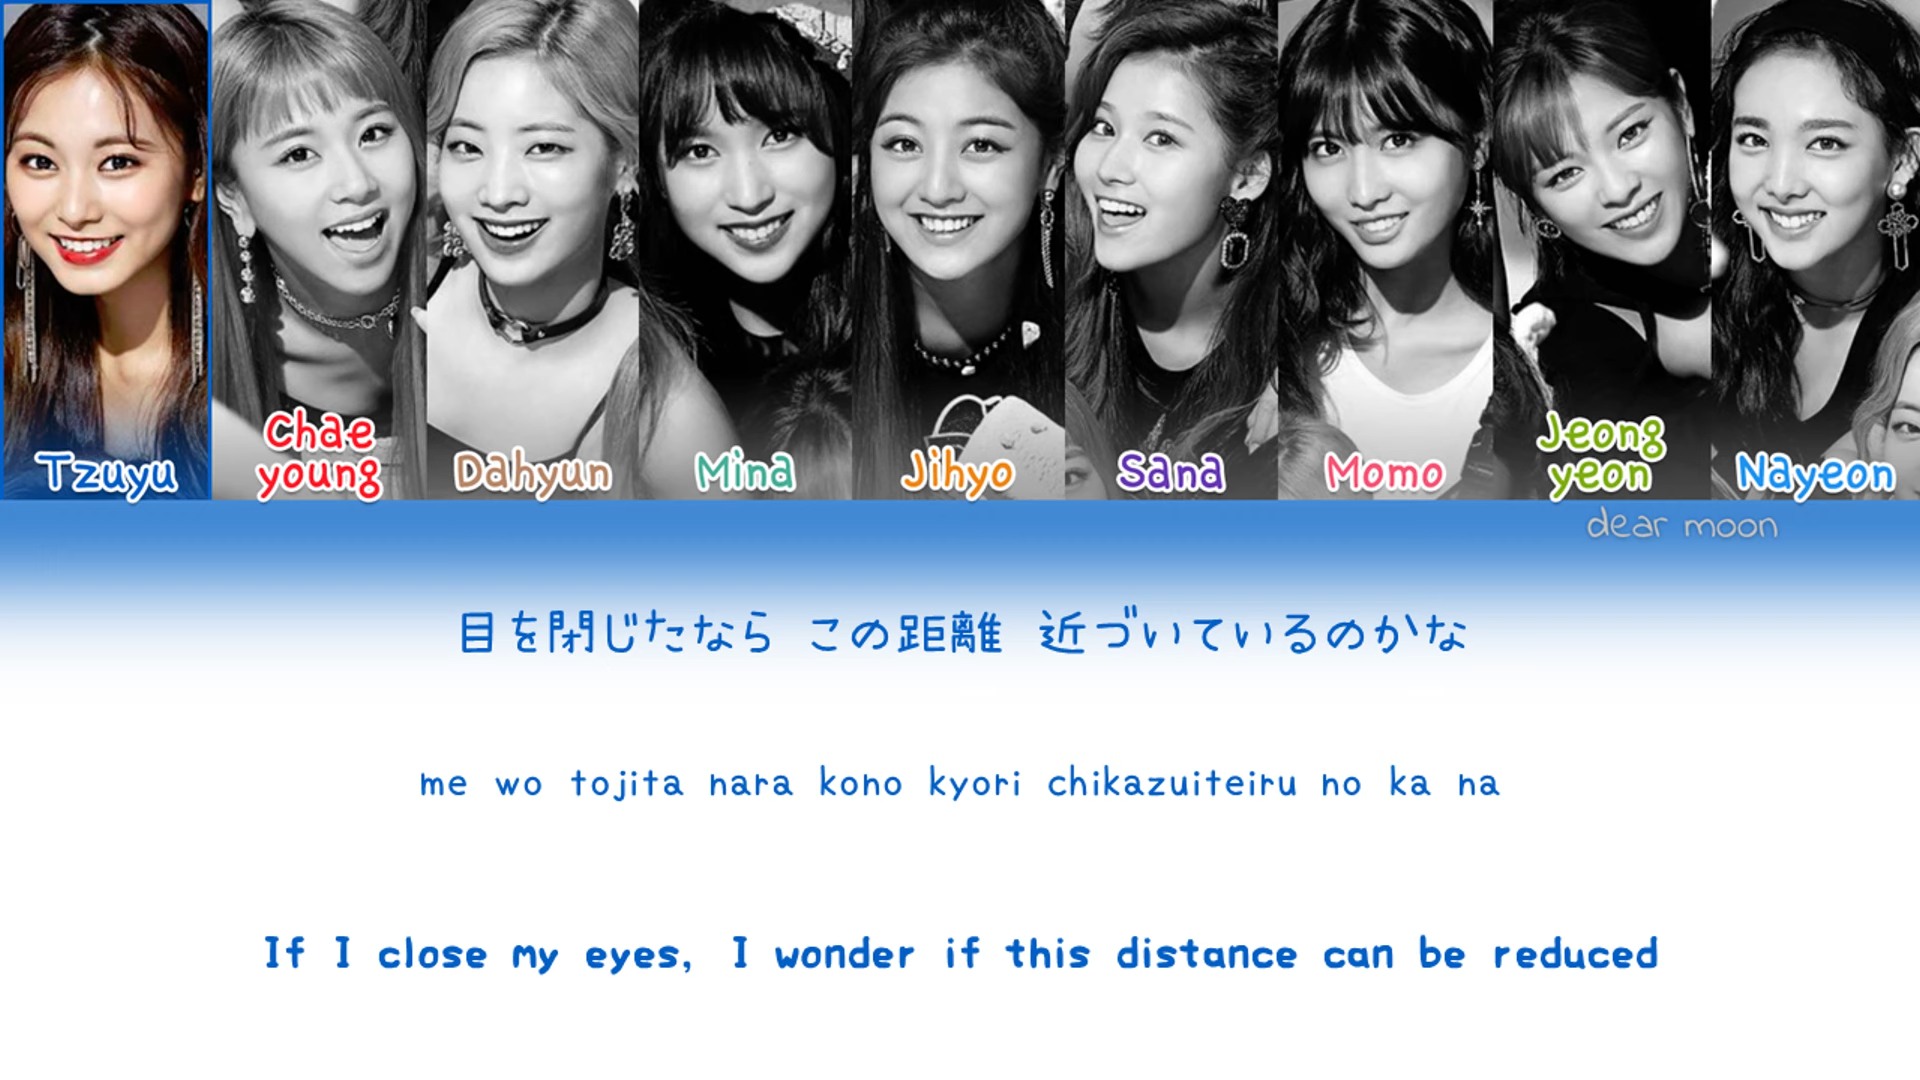 Tzuyu
Chae
young
Dahyun
Mina
Jihyo
Sana
Momo
Jeong
yeon
Nayeon
dear moon
目を閉じたなら この距離 近づいているのかな
me wo tojita nara kono kyori chikazuiteiru no ka na
If I close my eyes, I wonder if this distance can be reduced